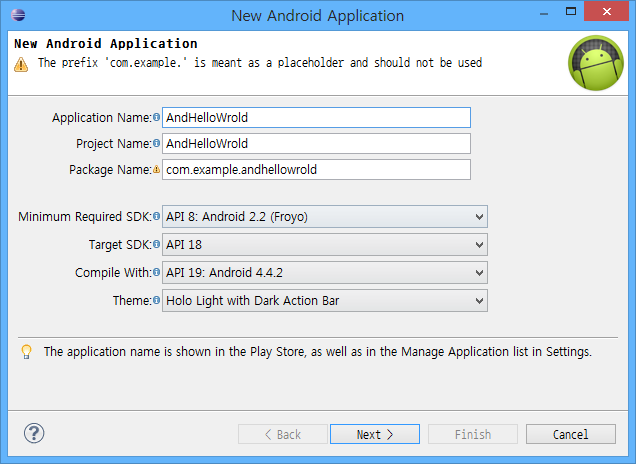 New Android Application
New Android Application
The prefix 'com.example.' is meant as a placeholder and should not be used
Application Name: AndHelloWrold
Project Name: AndHelloWrold
Package Name: com.example.andhellowrold
Minimum Required SDK: API 8: Android 2.2 (Froyo)
Target SDK: API 18
Compile With: API 19: Android 4.4.2
Theme: Holo Light with Dark Action Bar
The application name is shown in the Play Store, as well as in the Manage Application list in Settings.
? < Back Next > Finish Cancel